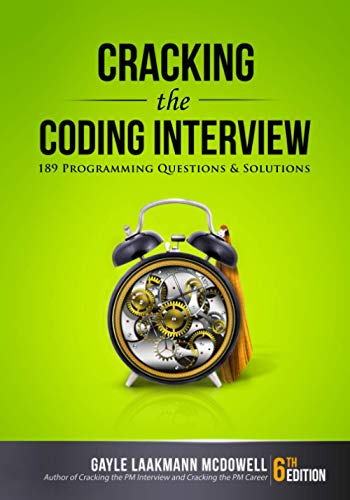 CRACKING
the
CODING INTERVIEW
189 PROGRAMMING QUESTIONS & SOLUTIONS
GAYLE LAAKMANN MCDOWELL
Author of Cracking the PM Interview and Cracking the PM Career
6TH
EDITION